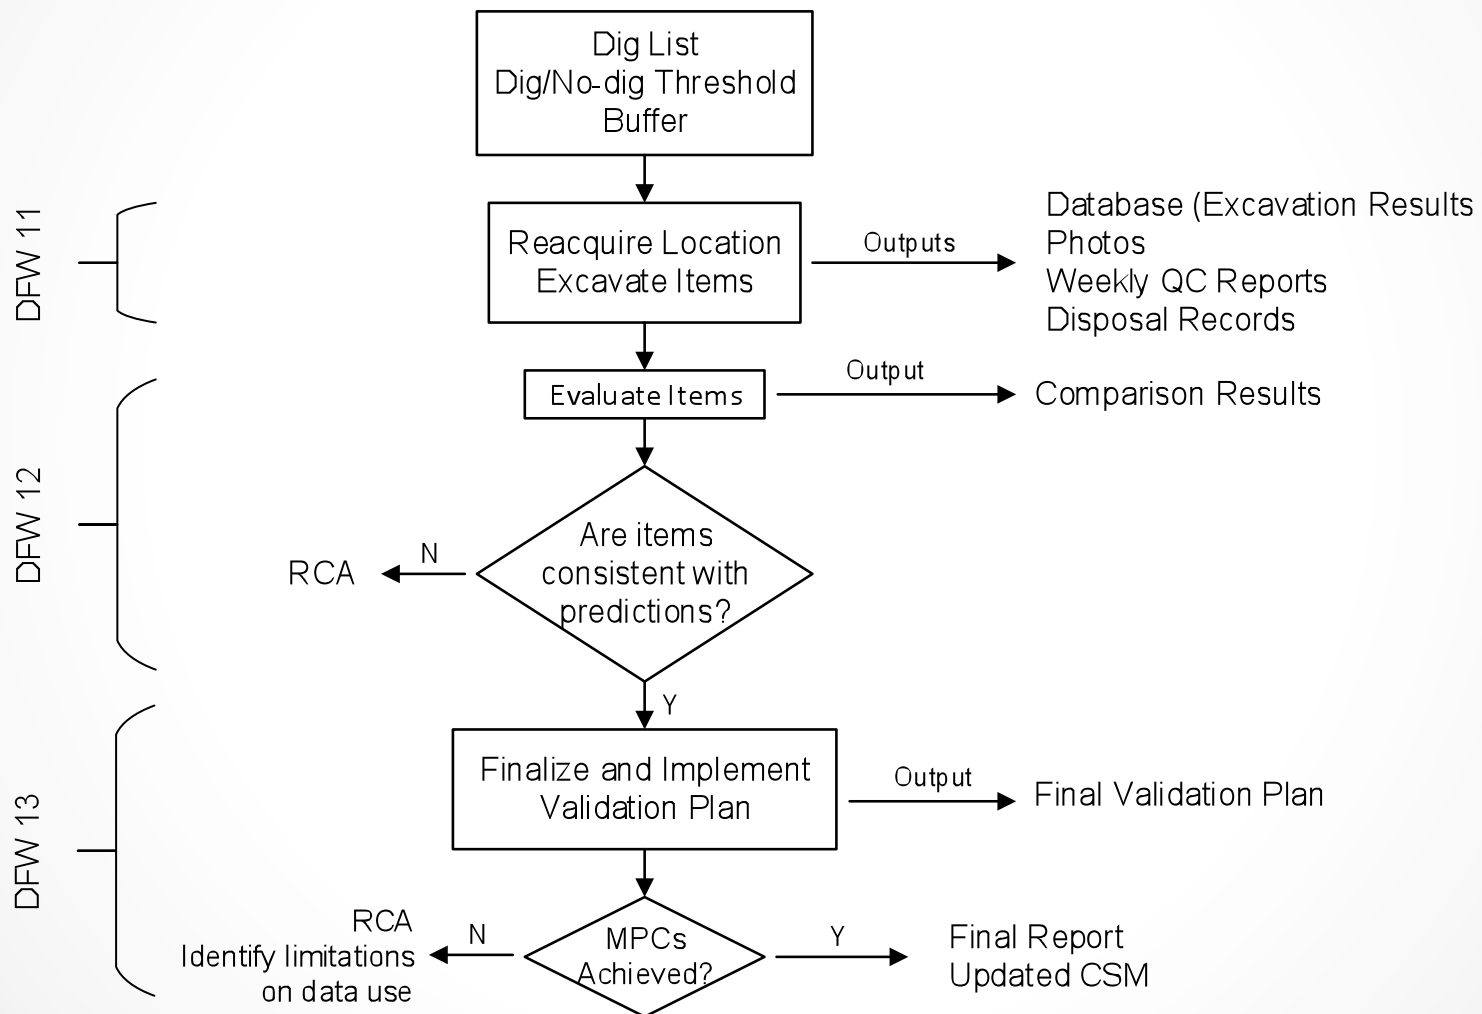 Dig List
Dig/No-dig Threshold
Buffer
DFW 11
Reacquire Location
Excavate Items
Outputs
Database (Excavation Results
Photos
Weekly QC Reports
Disposal Records
DFW 12
Evaluate Items
Output
Comparison Results
Are items
consistent with
predictions?
N
RCA
Y
DFW 13
Finalize and Implement
Validation Plan
Output
Final Validation Plan
MPCs
Achieved?
N
RCA
Identify limitations
on data use
Y
Final Report
Updated CSM